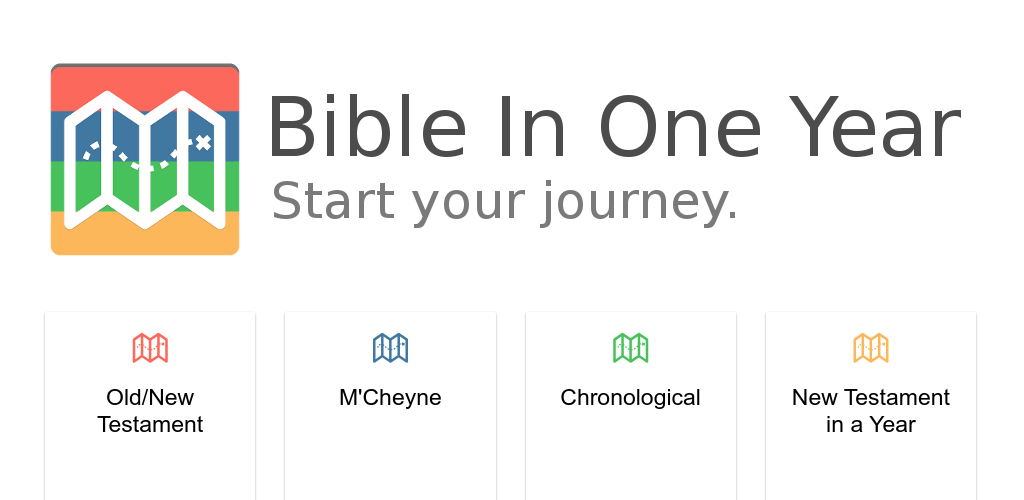 Bible In One Year
Start your journey.
Old/New
Testament
M'Cheyne
Chronological
New Testament
in a Year